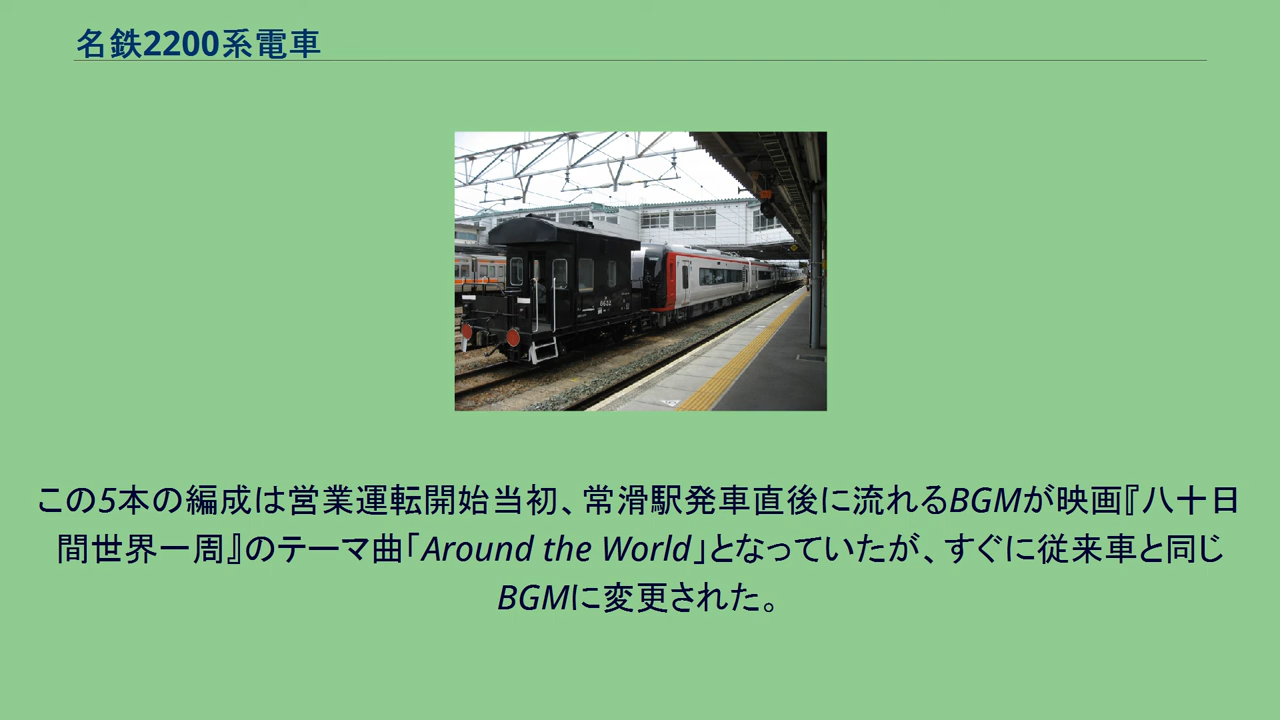 名鉄2200系電車
この5本の編成は営業運転開始当初、常滑駅発車直後に流れるBGMが映画『八十日
間世界一周』のテーマ曲「Around the World」となっていたが、すぐに従来車と同じ
BGMに変更された。